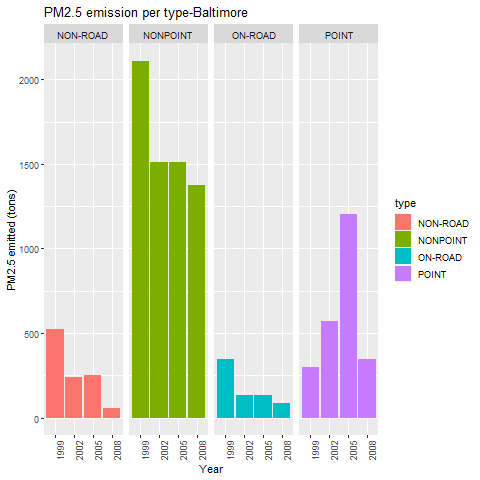 PM2.5 emission per type-Baltimore
NON-ROAD NONPOINT ON-ROAD POINT
2000
1500
1000
500
0
PM2.5 emitted (tons)
1999 2002 2005 2008 1999 2002 2005 2008 1999 2002 2005 2008 1999 2002 2005 2008
Year
type
NON-ROAD
NONPOINT
ON-ROAD
POINT